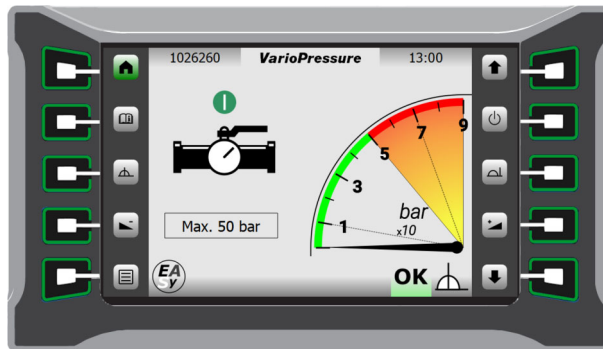 1026260 VarioPressure 13:00
9
7
5
3
bar
x10
1
Max. 50 bar
EA
Sy
OK